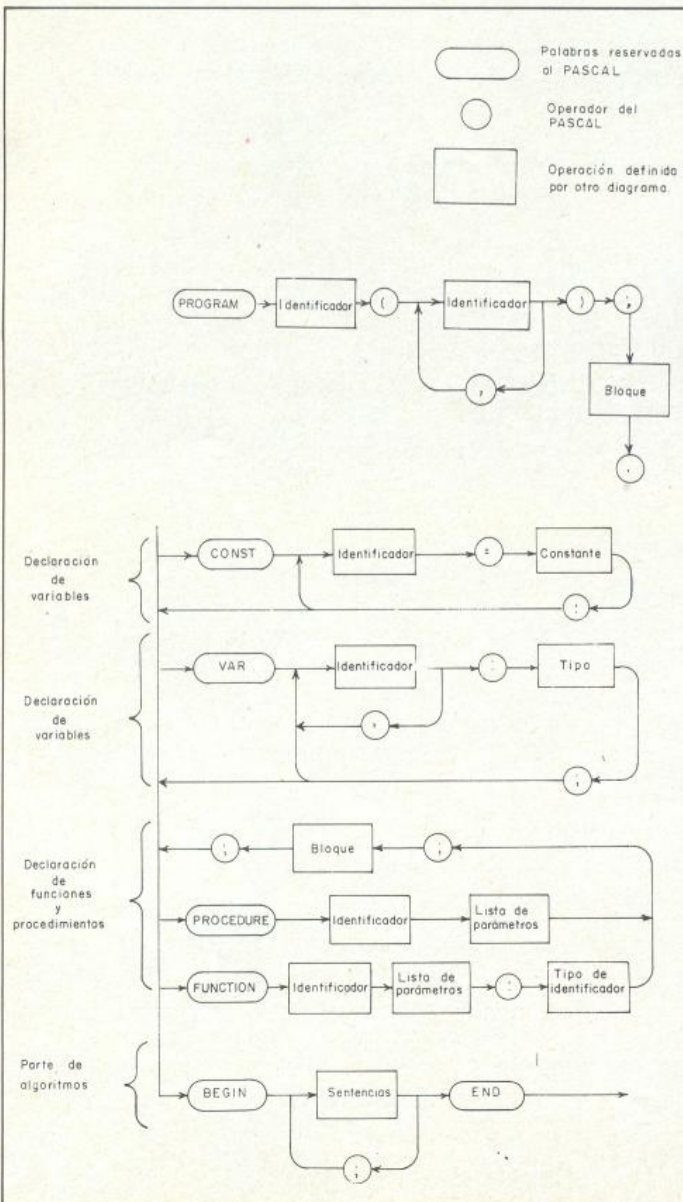 Palabras reservadas
al PASCAL
Operador del
PASCAL
Operación definida
por otro diagrama.
PROGRAM Identificador ( Identificador ) ;
,
Bloque
.
Declaración
de
variables
CONST Identificador = Constante
;
Declaración
de
variables
VAR Identificador : Tipo
,
;
Declaración
de
funciones
y
procedimientos
; Bloque ;
PROCEDURE Identificador Lista de
parámetros
FUNCTION Identificador Lista de
parámetros : Tipo de
identificador
Parte de
algoritmos
BEGIN Sentencias END
;